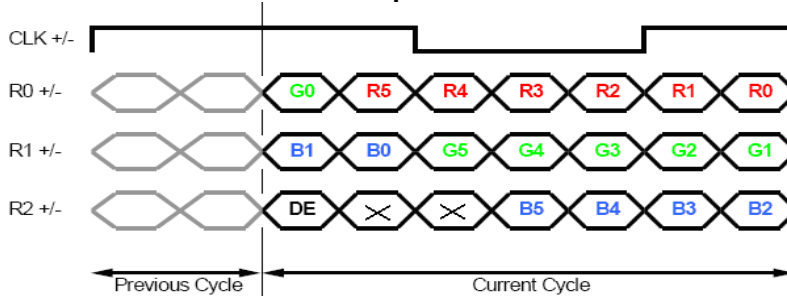 CLK +/-
R0 +/- G0 R5 R4 R3 R2 R1 R0
R1 +/- B1 B0 G5 G4 G3 G2 G1
R2 +/- DE B5 B4 B3 B2
Previous Cycle Current Cycle